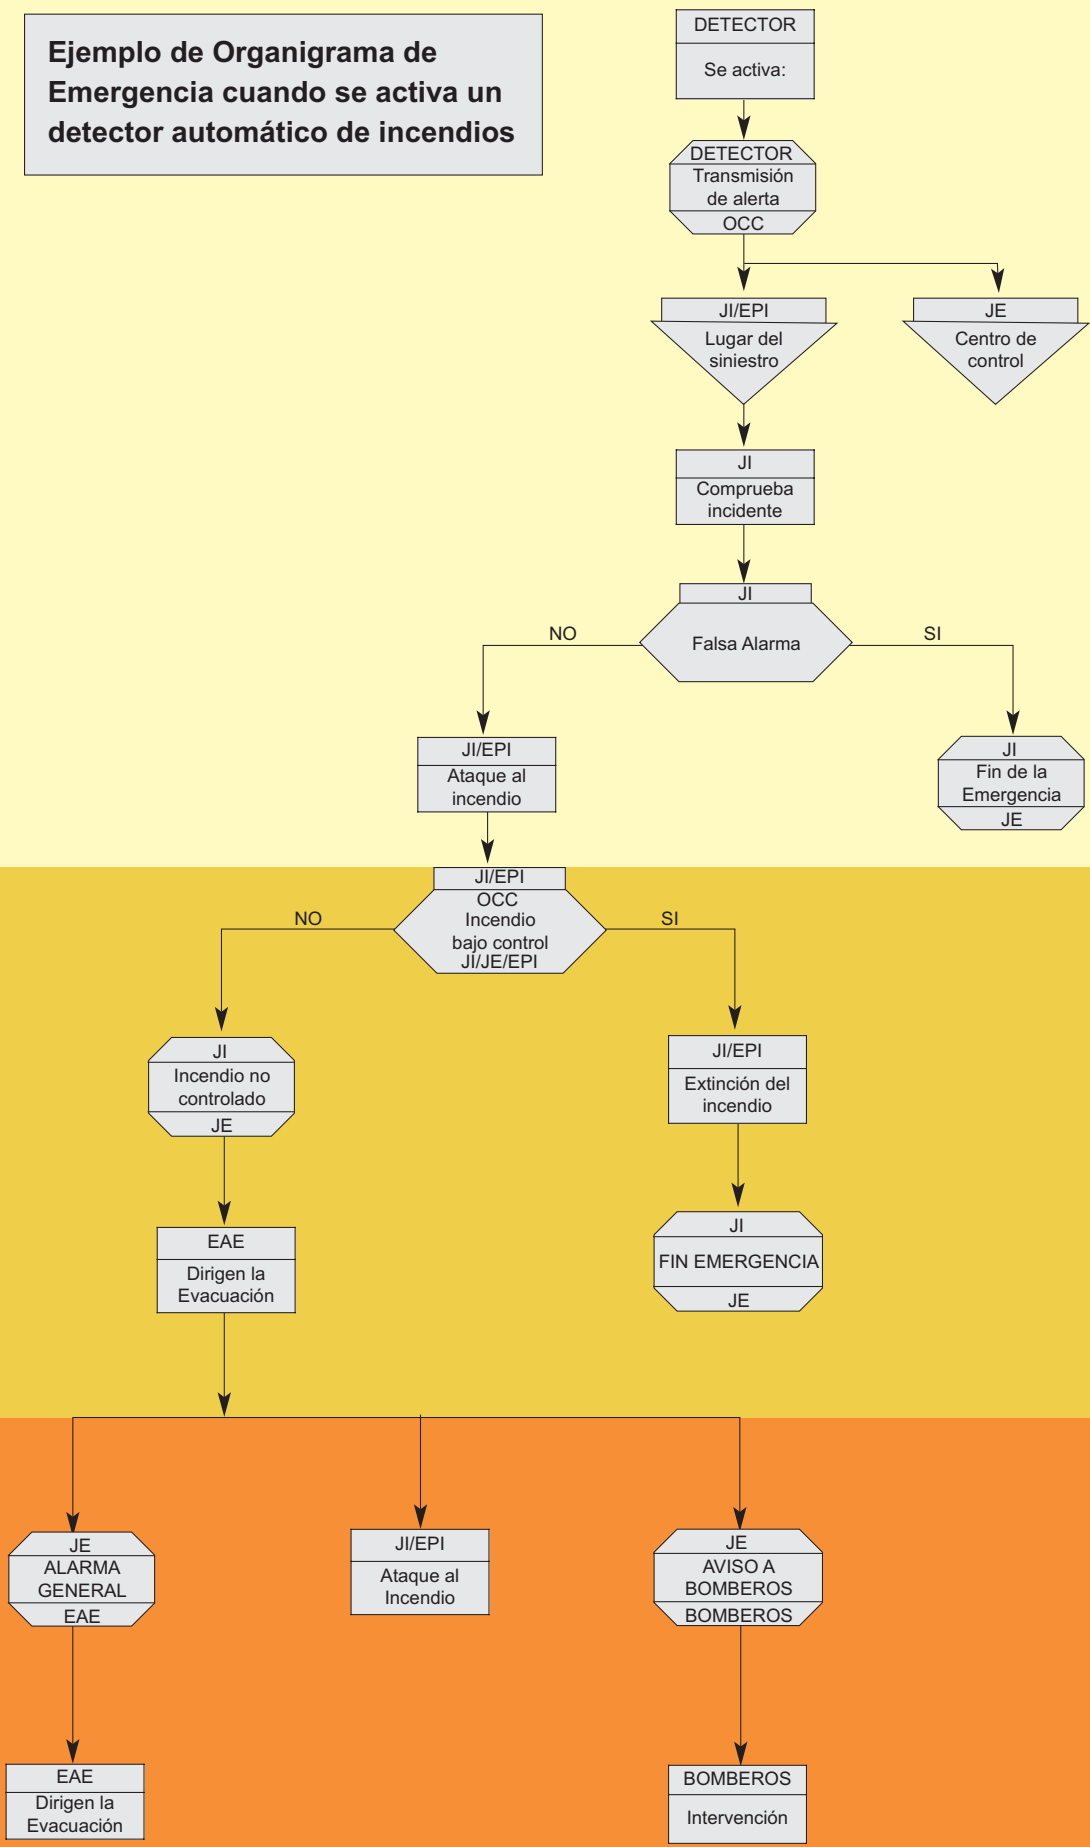 Ejemplo de Organigrama de
Emergencia cuando se activa un
detector automático de incendios
DETECTOR
Se activa:
DETECTOR
Transmisión
de alerta
OCC
JI/EPI
Lugar del
siniestro
JE
Centro de
control
JI
Comprueba
incidente
JI
Falsa Alarma
NO
SI
JI/EPI
Ataque al
incendio
JI
Fin de la
Emergencia
JE
JI/EPI
OCC
Incendio
bajo control
JI/JE/EPI
NO
SI
JI
Incendio no
controlado
JE
JI/EPI
Extinción del
incendio
EAE
Dirigen la
Evacuación
JI
FIN EMERGENCIA
JE
JE
ALARMA
GENERAL
EAE
JI/EPI
Ataque al
Incendio
JE
AVISO A
BOMBEROS
BOMBEROS
EAE
Dirigen la
Evacuación
BOMBEROS
Intervención